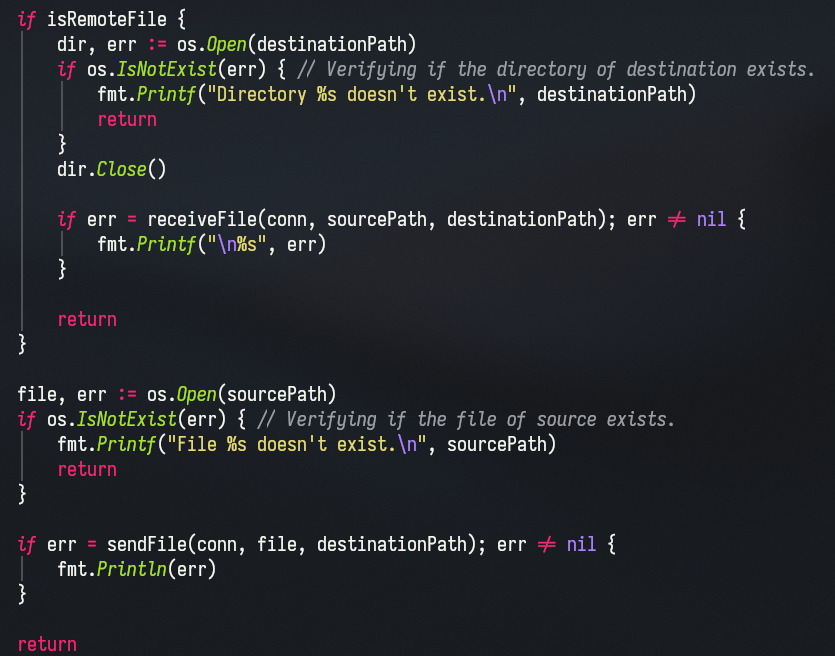 if isRemoteFile {
    dir, err := os.Open(destinationPath)
    if os.IsNotExist(err) { // Verifying if the directory of destination exists.
        fmt.Printf("Directory %s doesn't exist.\n", destinationPath)
        return
    }
    dir.Close()

    if err = receiveFile(conn, sourcePath, destinationPath); err != nil {
        fmt.Printf("\n%s", err)
    }

    return
}

file, err := os.Open(sourcePath)
if os.IsNotExist(err) { // Verifying if the file of source exists.
    fmt.Printf("File %s doesn't exist.\n", sourcePath)
    return
}

if err = sendFile(conn, file, destinationPath); err != nil {
    fmt.Println(err)
}

return